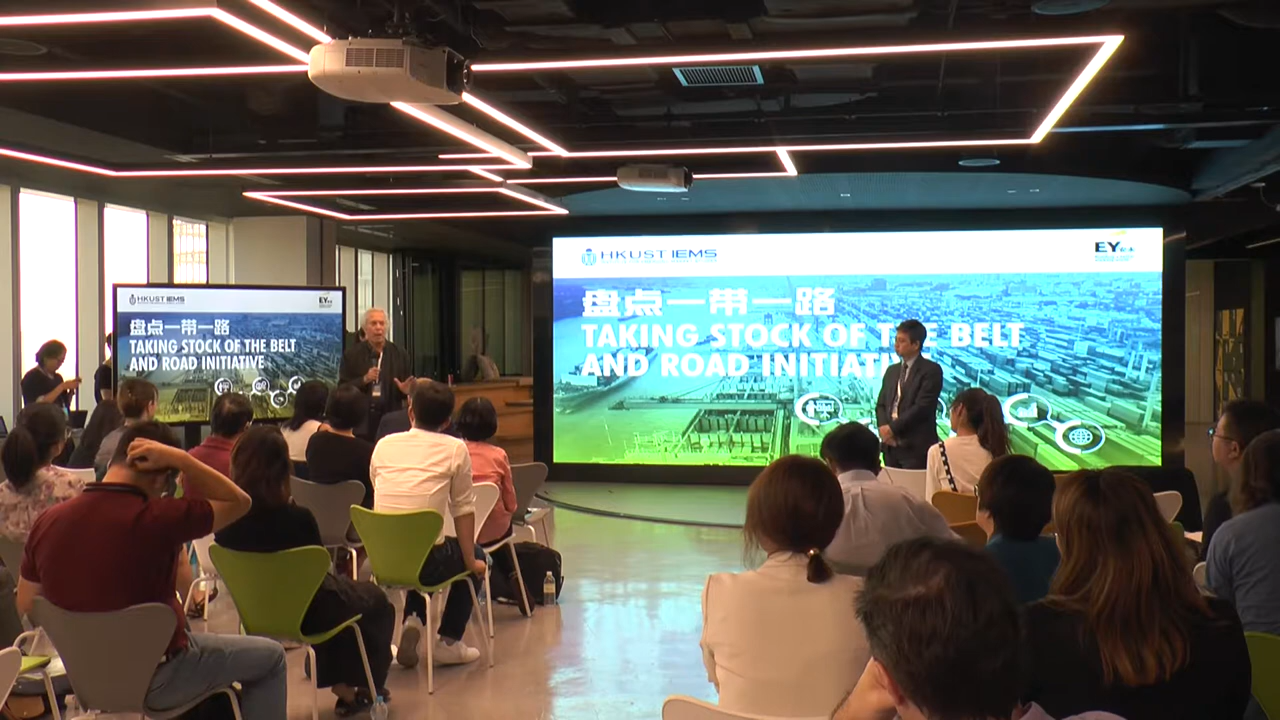 HKUST IEMS
EY
盘点一带一路
TAKING STOCK OF THE BELT
AND ROAD INITIATIVE
HKUST IEMS
EY
盘点一带一路
TAKING STOCK OF THE BELT
AND ROAD INITIATIV